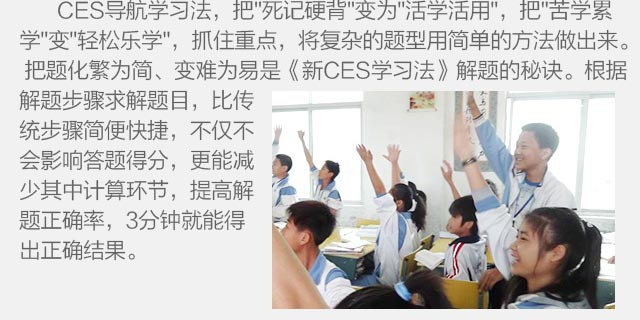 CES导航学习法，把"死记硬背"变为"活学活用"，把"苦学累
学"变"轻松乐学"，抓住重点，将复杂的题型用简单的方法做出来。
把题化繁为简、变难为易是《新CES学习法》解题的秘诀。根据
解题步骤求解题目，比传
统步骤简便快捷，不仅不
会影响答题得分，更能减
少其中计算环节，提高解
题正确率，3分钟就能得
出正确结果。